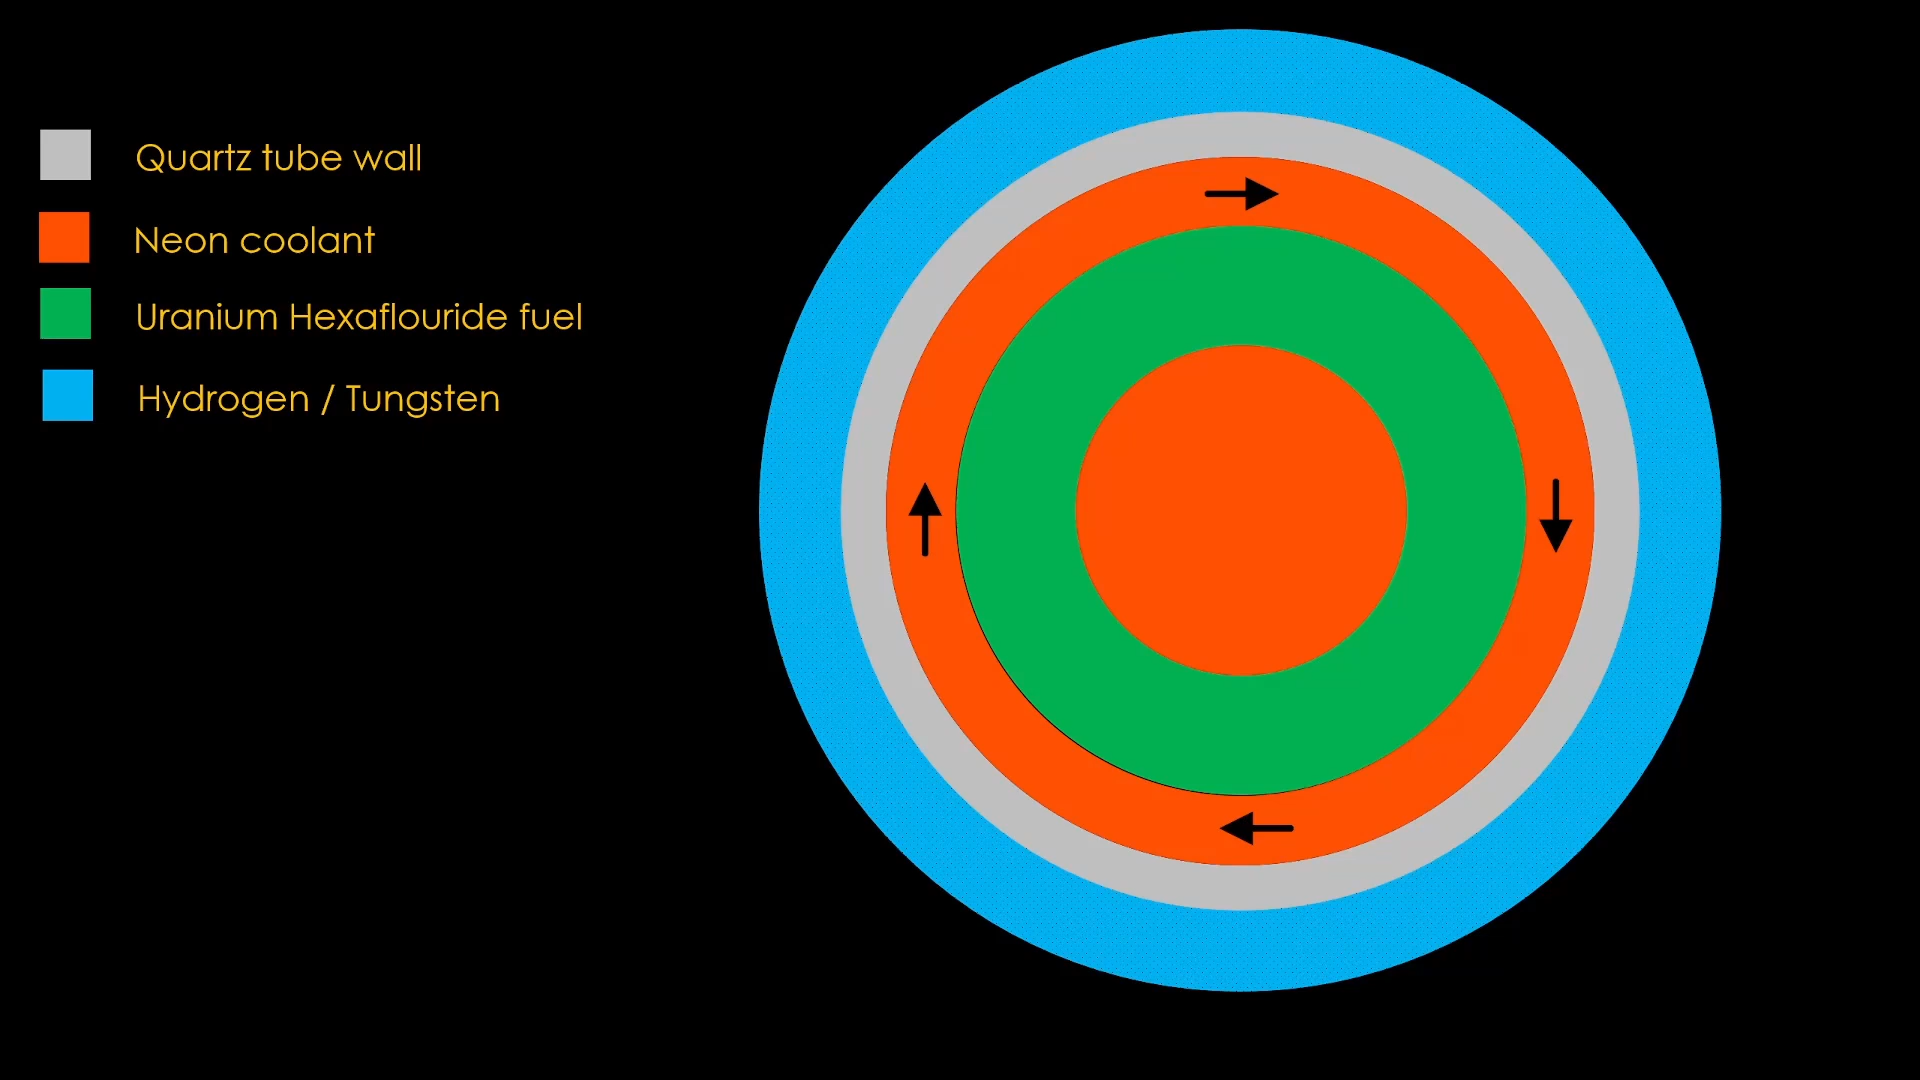 Quartz tube wall
Neon coolant
Uranium Hexaflouride fuel
Hydrogen / Tungsten